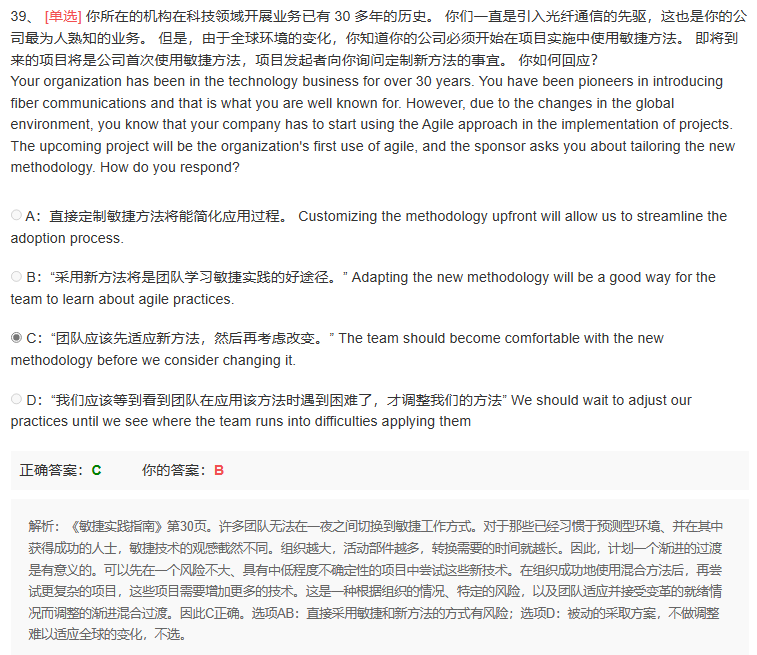 39、 [单选] 你所在的机构在科技领域开展业务已有 30 多年的历史。 你们一直是引入光纤通信的先驱，这也是你的公
司最为人熟知的业务。 但是，由于全球环境的变化，你知道你的公司必须开始在项目实施中使用敏捷方法。 即将到
来的项目将是公司首次使用敏捷方法，项目发起者向你询问定制新方法的事宜。 你如何回应？
Your organization has been in the technology business for over 30 years. You have been pioneers in introducing
fiber communications and that is what you are well known for. However, due to the changes in the global
environment, you know that your company has to start using the Agile approach in the implementation of projects.
The upcoming project will be the organization's first use of agile, and the sponsor asks you about tailoring the new
methodology. How do you respond?
A：直接定制敏捷方法将能简化应用过程。 Customizing the methodology upfront will allow us to streamline the
adoption process.
B：“采用新方法将是团队学习敏捷实践的好途径。” Adapting the new methodology will be a good way for the
team to learn about agile practices.
C：“团队应该先适应新方法，然后再考虑改变。” The team should become comfortable with the new
methodology before we consider changing it.
D：“我们应该等到看到团队在应用该方法时遇到困难了，才调整我们的方法” We should wait to adjust our
practices until we see where the team runs into difficulties applying them
正确答案：C 你的答案：B
解析：《敏捷实践指南》第30页。许多团队无法在一夜之间切换到敏捷工作方式。对于那些已经习惯于预测型环境、并在其中
获得成功的人士，敏捷技术的观感截然不同。组织越大，活动部件越多，转换需要的时间就越长。因此，计划一个渐进的过渡
是有意义的。可以先在一个风险不大、具有中低程度不确定性的项目中尝试这些新技术。在组织成功地使用混合方法后，再尝
试更复杂的项目，这些项目需要增加更多的技术。这是一种根据组织的情况、特定的风险，以及团队适应并接受变革的就绪情
况而调整的渐进混合过渡。因此C正确。选项AB：直接采用敏捷和新方法的方式有风险；选项D：被动的采取方案，不做调整
难以适应全球的变化，不选。